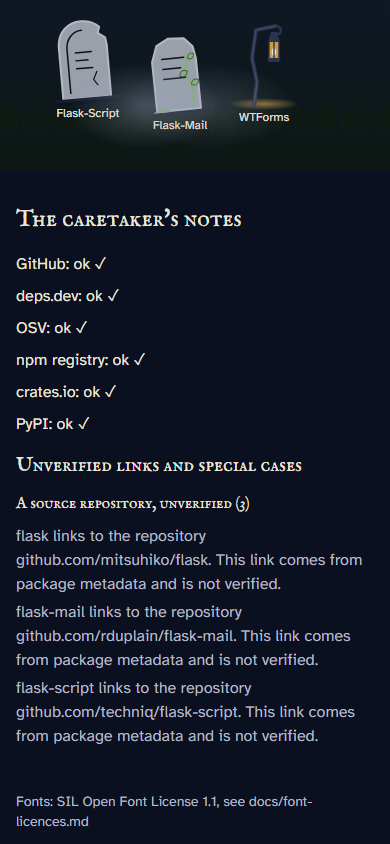 Flask-Script
Flask-Mail
WTForms
The caretaker's notes
GitHub: ok ✓
deps.dev: ok ✓
OSV: ok ✓
npm registry: ok ✓
crates.io: ok ✓
PyPI: ok ✓
Unverified links and special cases
A source repository, unverified (3)
flask links to the repository
github.com/mitsuhiko/flask. This link comes from
package metadata and is not verified.
flask-mail links to the repository
github.com/rduplain/flask-mail. This link comes
from package metadata and is not verified.
flask-script links to the repository
github.com/techniq/flask-script. This link comes
from package metadata and is not verified.
Fonts: SIL Open Font License 1.1, see docs/font-
licences.md